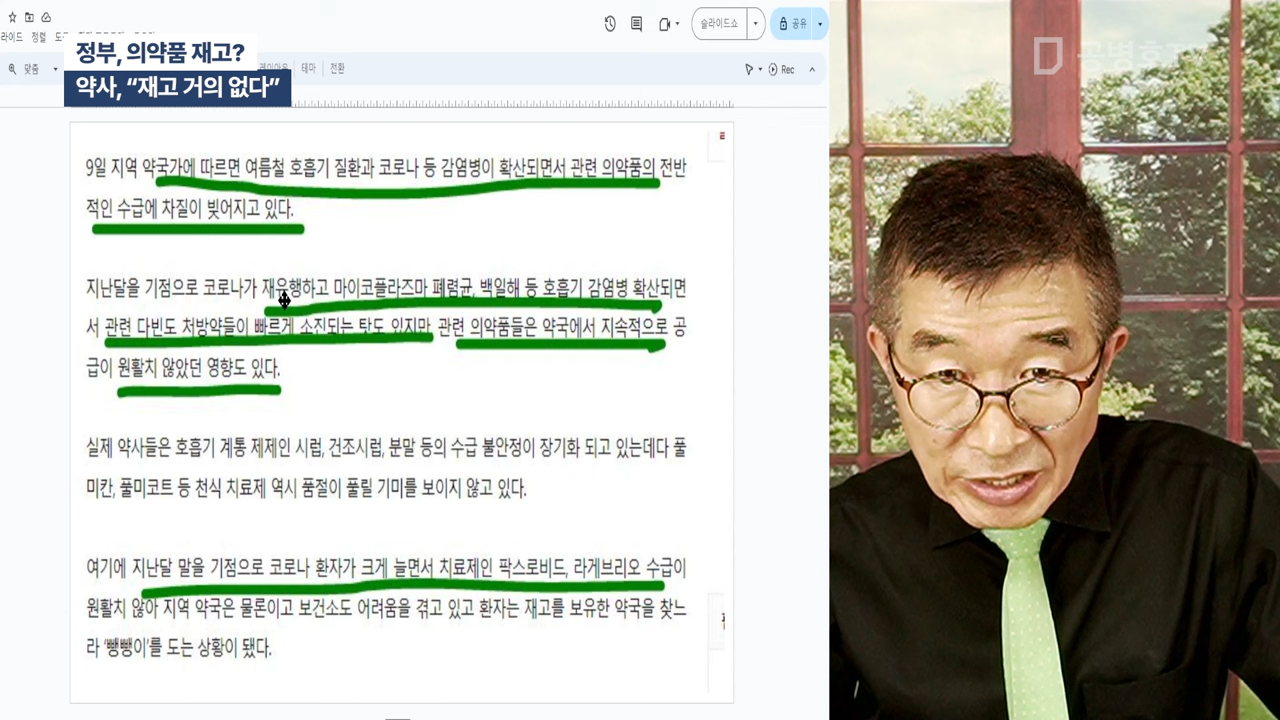 슬라이드쇼
공유
라이드 정렬
정부, 의약품 재고?
약사, “재고 거의 없다”
맞춤
테마
전환
Rec
공병호TV
9일 지역 약국가에 따르면 여름철 호흡기 질환과 코로나 등 감염병이 확산되면서 관련 의약품의 전반
적인 수급에 차질이 빚어지고 있다.
지난달을 기점으로 코로나가 재유행하고 마이코플라즈마 폐렴균, 백일해 등 호흡기 감염병 확산되면
서 관련 다빈도 처방약들이 빠르게 소진되는 탓도 있지만, 관련 의약품들은 약국에서 지속적으로 공
급이 원활치 않았던 영향도 있다.
실제 약사들은 호흡기 계통 제제인 시럽, 건조시럽, 분말 등의 수급 불안정이 장기화 되고 있는데다 풀
미칸, 풀미코트 등 천식 치료제 역시 품절이 풀릴 기미를 보이지 않고 있다.
여기에 지난달 말을 기점으로 코로나 환자가 크게 늘면서 치료제인 팍스로비드, 라게브리오 수급이
원활치 않아 지역 약국은 물론이고 보건소도 어려움을 겪고 있고 환자는 재고를 보유한 약국을 찾느
라 ‘뺑뺑이’를 도는 상황이 됐다.